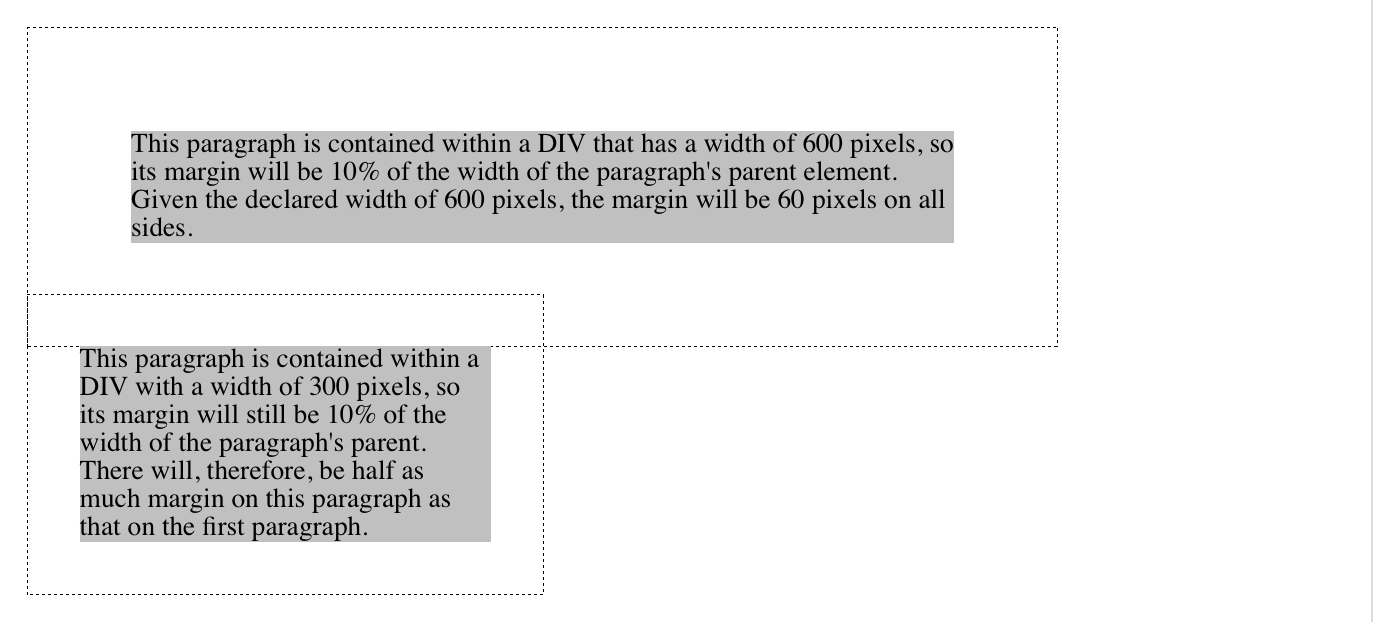 This paragraph is contained within a DIV that has a width of 600 pixels, so
its margin will be 10% of the width of the paragraph's parent element.
Given the declared width of 600 pixels, the margin will be 60 pixels on all
sides.
This paragraph is contained within a
DIV with a width of 300 pixels, so
its margin will still be 10% of the
width of the paragraph's parent.
There will, therefore, be half as
much margin on this paragraph as
that on the first paragraph.